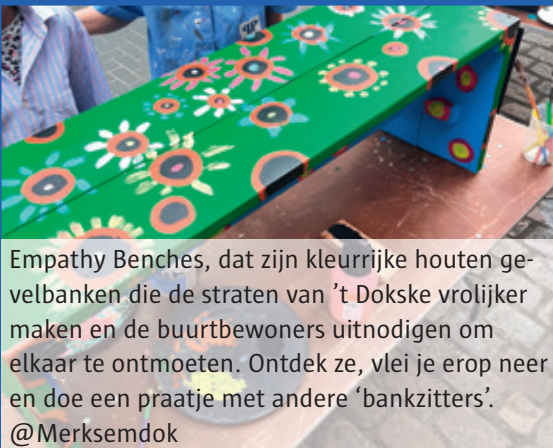 Empathy Benches, dat zijn kleurrijke houten ge-
velbanken die de straten van ’t Dokske vrolijker
maken en de buurtbewoners uitnodigen om
elkaar te ontmoeten. Ontdek ze, vlei je erop neer
en doe een praatje met andere ‘bankzitters’.
@Merksemdok